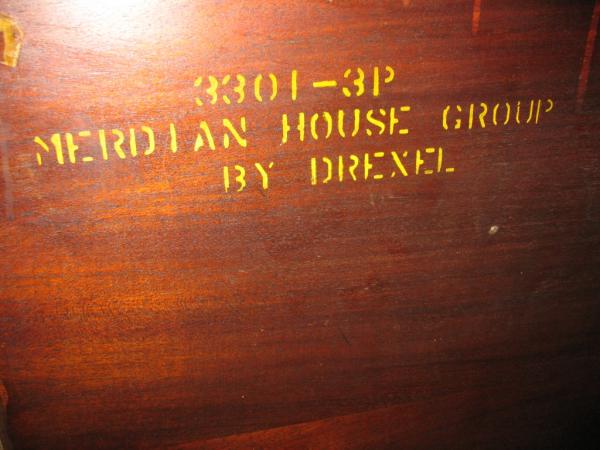 3301-3P
MERDIAN HOUSE GROUP
BY DREXEL